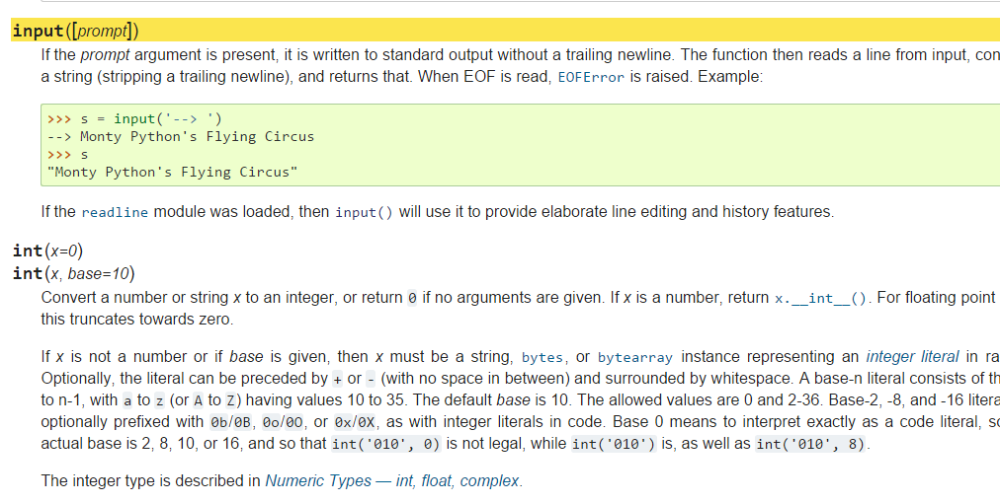 input([prompt])
If the prompt argument is present, it is written to standard output without a trailing newline. The function then reads a line from input, con
a string (stripping a trailing newline), and returns that. When EOF is read, EOFError is raised. Example:
>>> s = input('--> ')
--> Monty Python's Flying Circus
>>> s
"Monty Python's Flying Circus"
If the readline module was loaded, then input() will use it to provide elaborate line editing and history features.
int(x=0)
int(x, base=10)
Convert a number or string x to an integer, or return 0 if no arguments are given. If x is a number, return x.__int__(). For floating point
this truncates towards zero.
If x is not a number or if base is given, then x must be a string, bytes, or bytearray instance representing an integer literal in ra
Optionally, the literal can be preceded by + or - (with no space in between) and surrounded by whitespace. A base-n literal consists of th
to n-1, with a to z (or A to Z) having values 10 to 35. The default base is 10. The allowed values are 0 and 2-36. Base-2, -8, and -16 litera
optionally prefixed with 0b/0B, 0o/0O, or 0x/0X, as with integer literals in code. Base 0 means to interpret exactly as a code literal, so
actual base is 2, 8, 10, or 16, and so that int('010', 0) is not legal, while int('010') is, as well as int('010', 8).
The integer type is described in Numeric Types — int, float, complex.